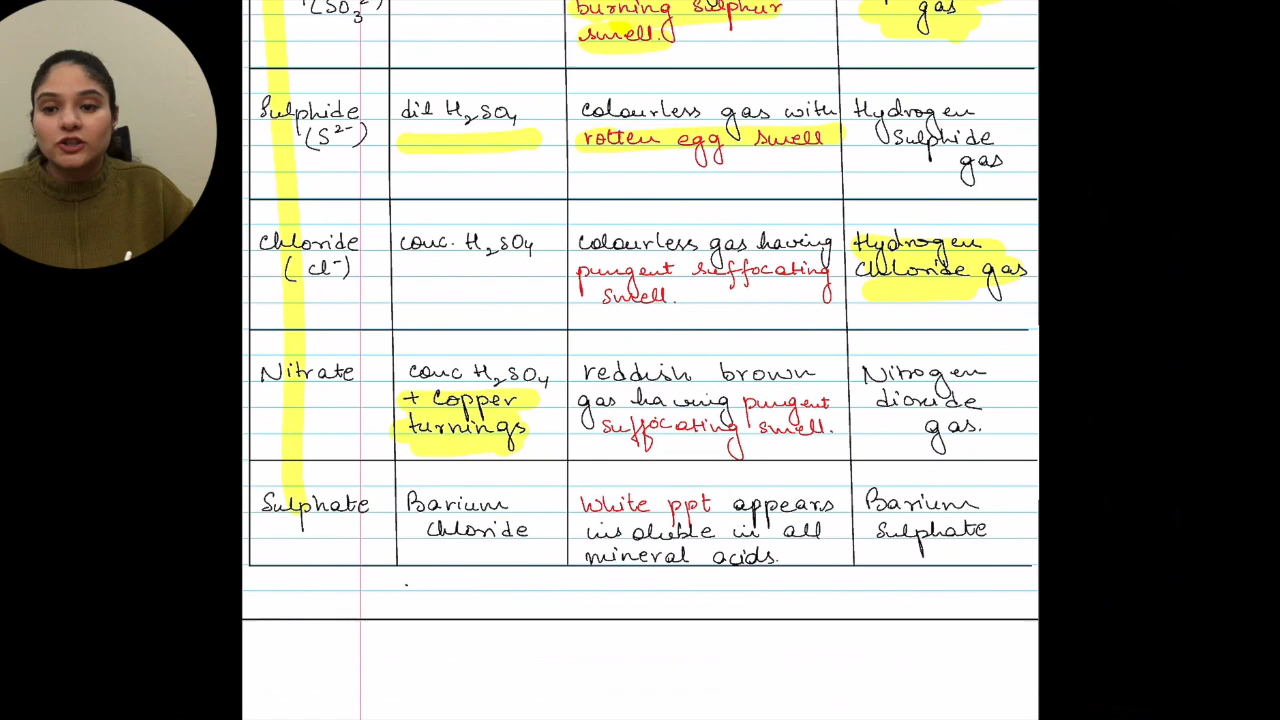 (SO₃²⁻)
burning sulphur
smell.
gas
Sulphide
(S²⁻)
dil H₂SO₄
colourless gas with
rotten egg smell
Hydrogen
Sulphide
gas
Chloride
(Cl⁻)
conc. H₂SO₄
colourless gas having
pungent suffocating
smell.
Hydrogen
Chloride gas
Nitrate
conc H₂SO₄
+ Copper
turnings
reddish brown
gas having pungent
suffocating smell.
Nitrogen
dioxide
gas.
Sulphate
Barium
chloride
White ppt appears
insoluble in all
mineral acids.
Barium
Sulphate